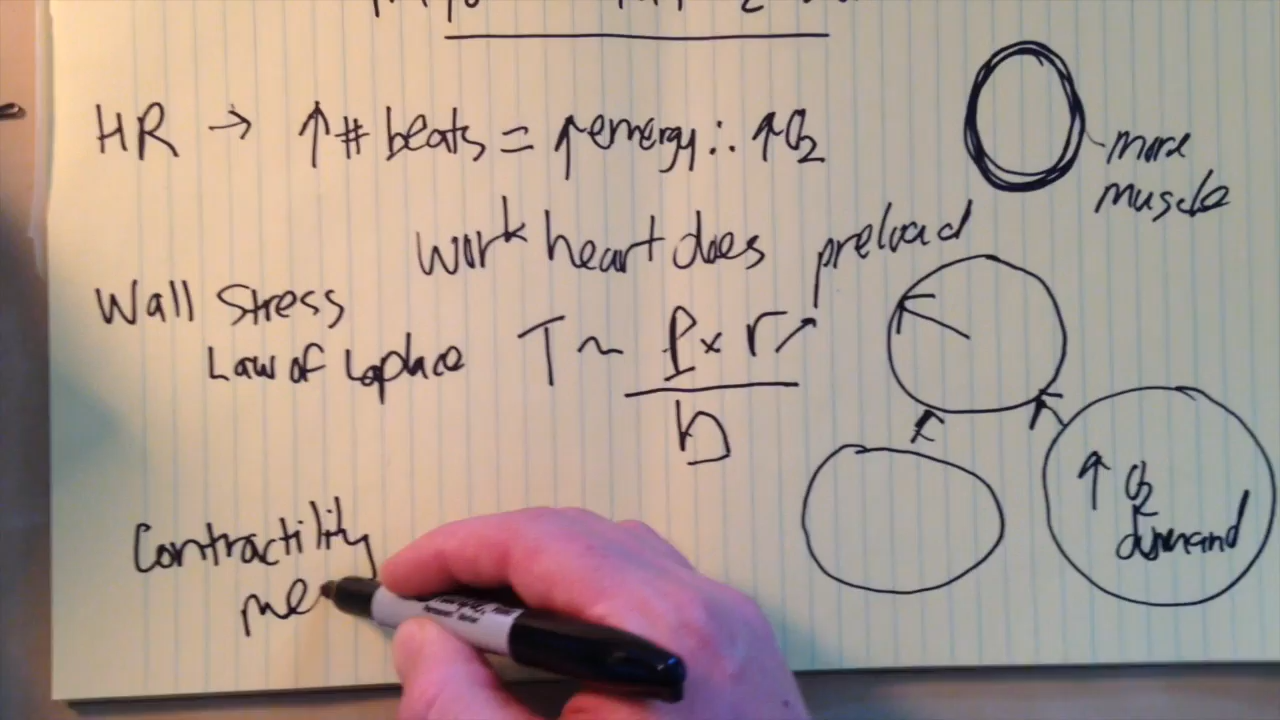 HR → ↑ # beats = ↑ energy ∴ ↑ O2
more
muscle
work heart does
preload
Wall Stress
Law of Laplace
T ~ P x r
h
↑ O2
demand
Contractility
me